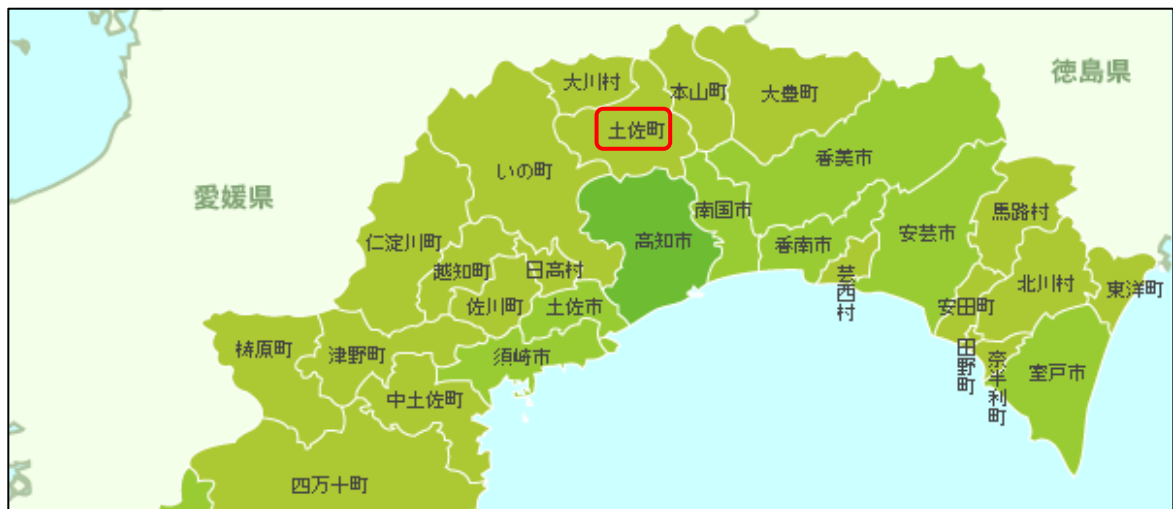 徳島県
大川村
本山町
大豊町
土佐町
香美市
いの町
愛媛県
南国市
馬路村
高知市
香南市
安芸市
仁淀川町
越知町
日高村
芸西村
北川村
東洋町
佐川町
土佐市
安田町
梼原町
津野町
須崎市
田野町
奈半利町
室戸市
中土佐町
四万十町